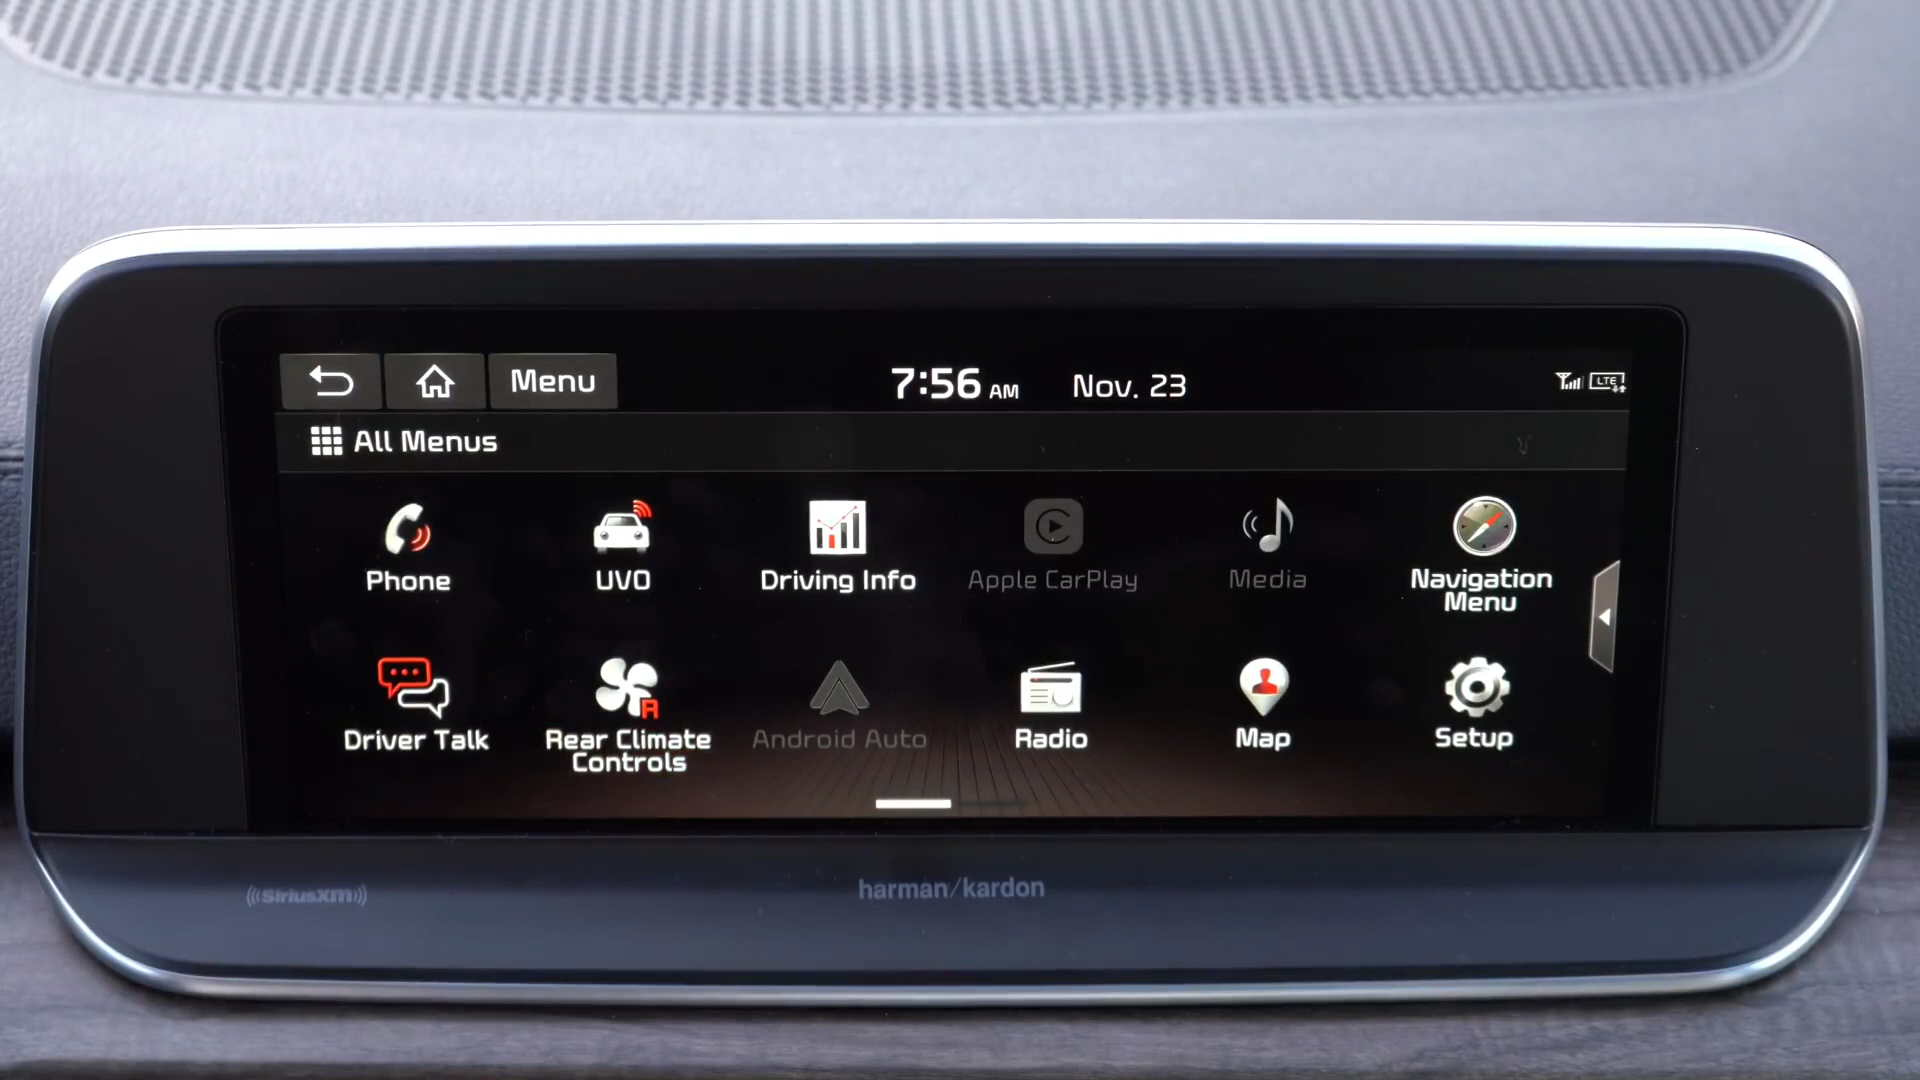 Menu
7:56 AM
Nov. 23
LTE
All Menus
Phone
UVO
Driving Info
Apple CarPlay
Media
Navigation
Menu
Driver Talk
R
Rear Climate
Controls
Android Auto
Radio
Map
Setup
((SiriusXM))
harman/kardon